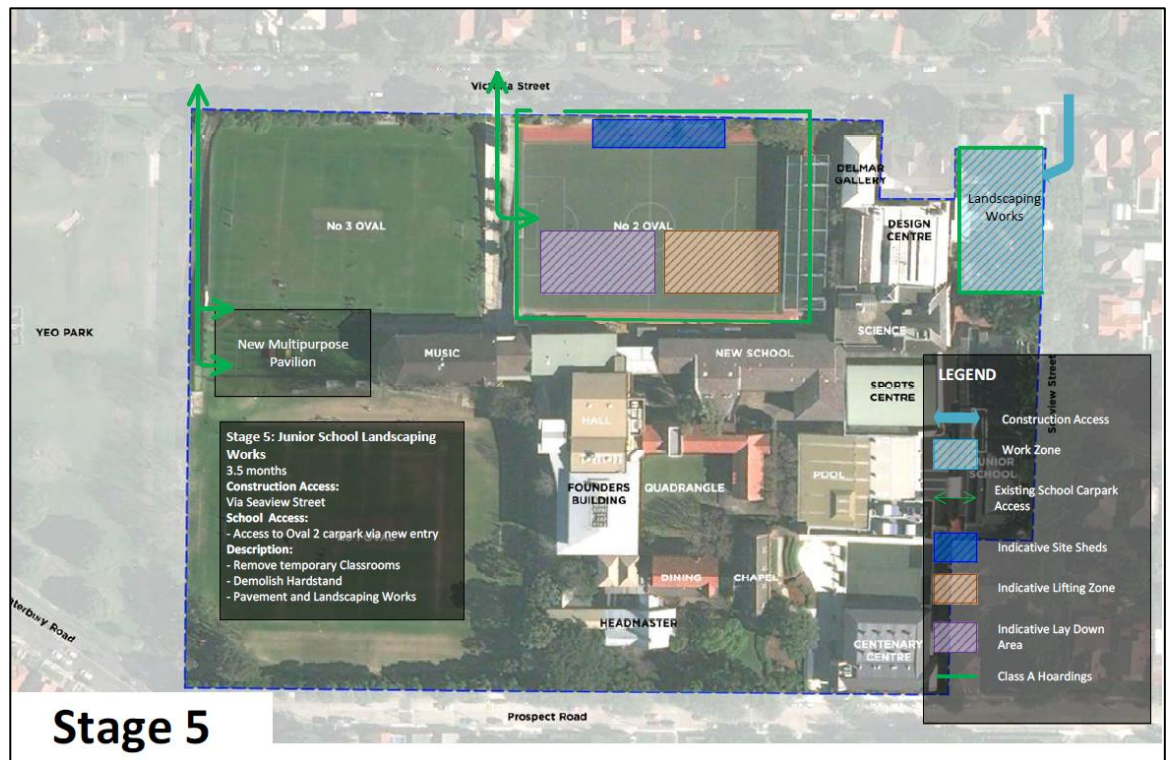 Victoria Street
No 3 OVAL
No 2 OVAL
DELMAR
GALLERY
DESIGN
CENTRE
Landscaping
Works
YEO PARK
New Multipurpose
Pavilion
MUSIC
NEW SCHOOL
SCIENCE
SPORTS
CENTRE
HALL
FOUNDERS
BUILDING
QUADRANGLE
POOL
DINING
CHAPEL
HEADMASTER
CENTENARY
CENTRE
Stage 5: Junior School Landscaping
Works
3.5 months
Construction Access:
Via Seaview Street
School Access:
- Access to Oval 2 carpark via new entry
Description:
- Remove temporary Classrooms
- Demolish Hardstand
- Pavement and Landscaping Works
LEGEND
Construction Access
Work Zone
Existing School Carpark
Access
Indicative Site Sheds
Indicative Lifting Zone
Indicative Lay Down
Area
Class A Hoardings
Street
SCHOOL
Road
Prospect Road
Stage 5